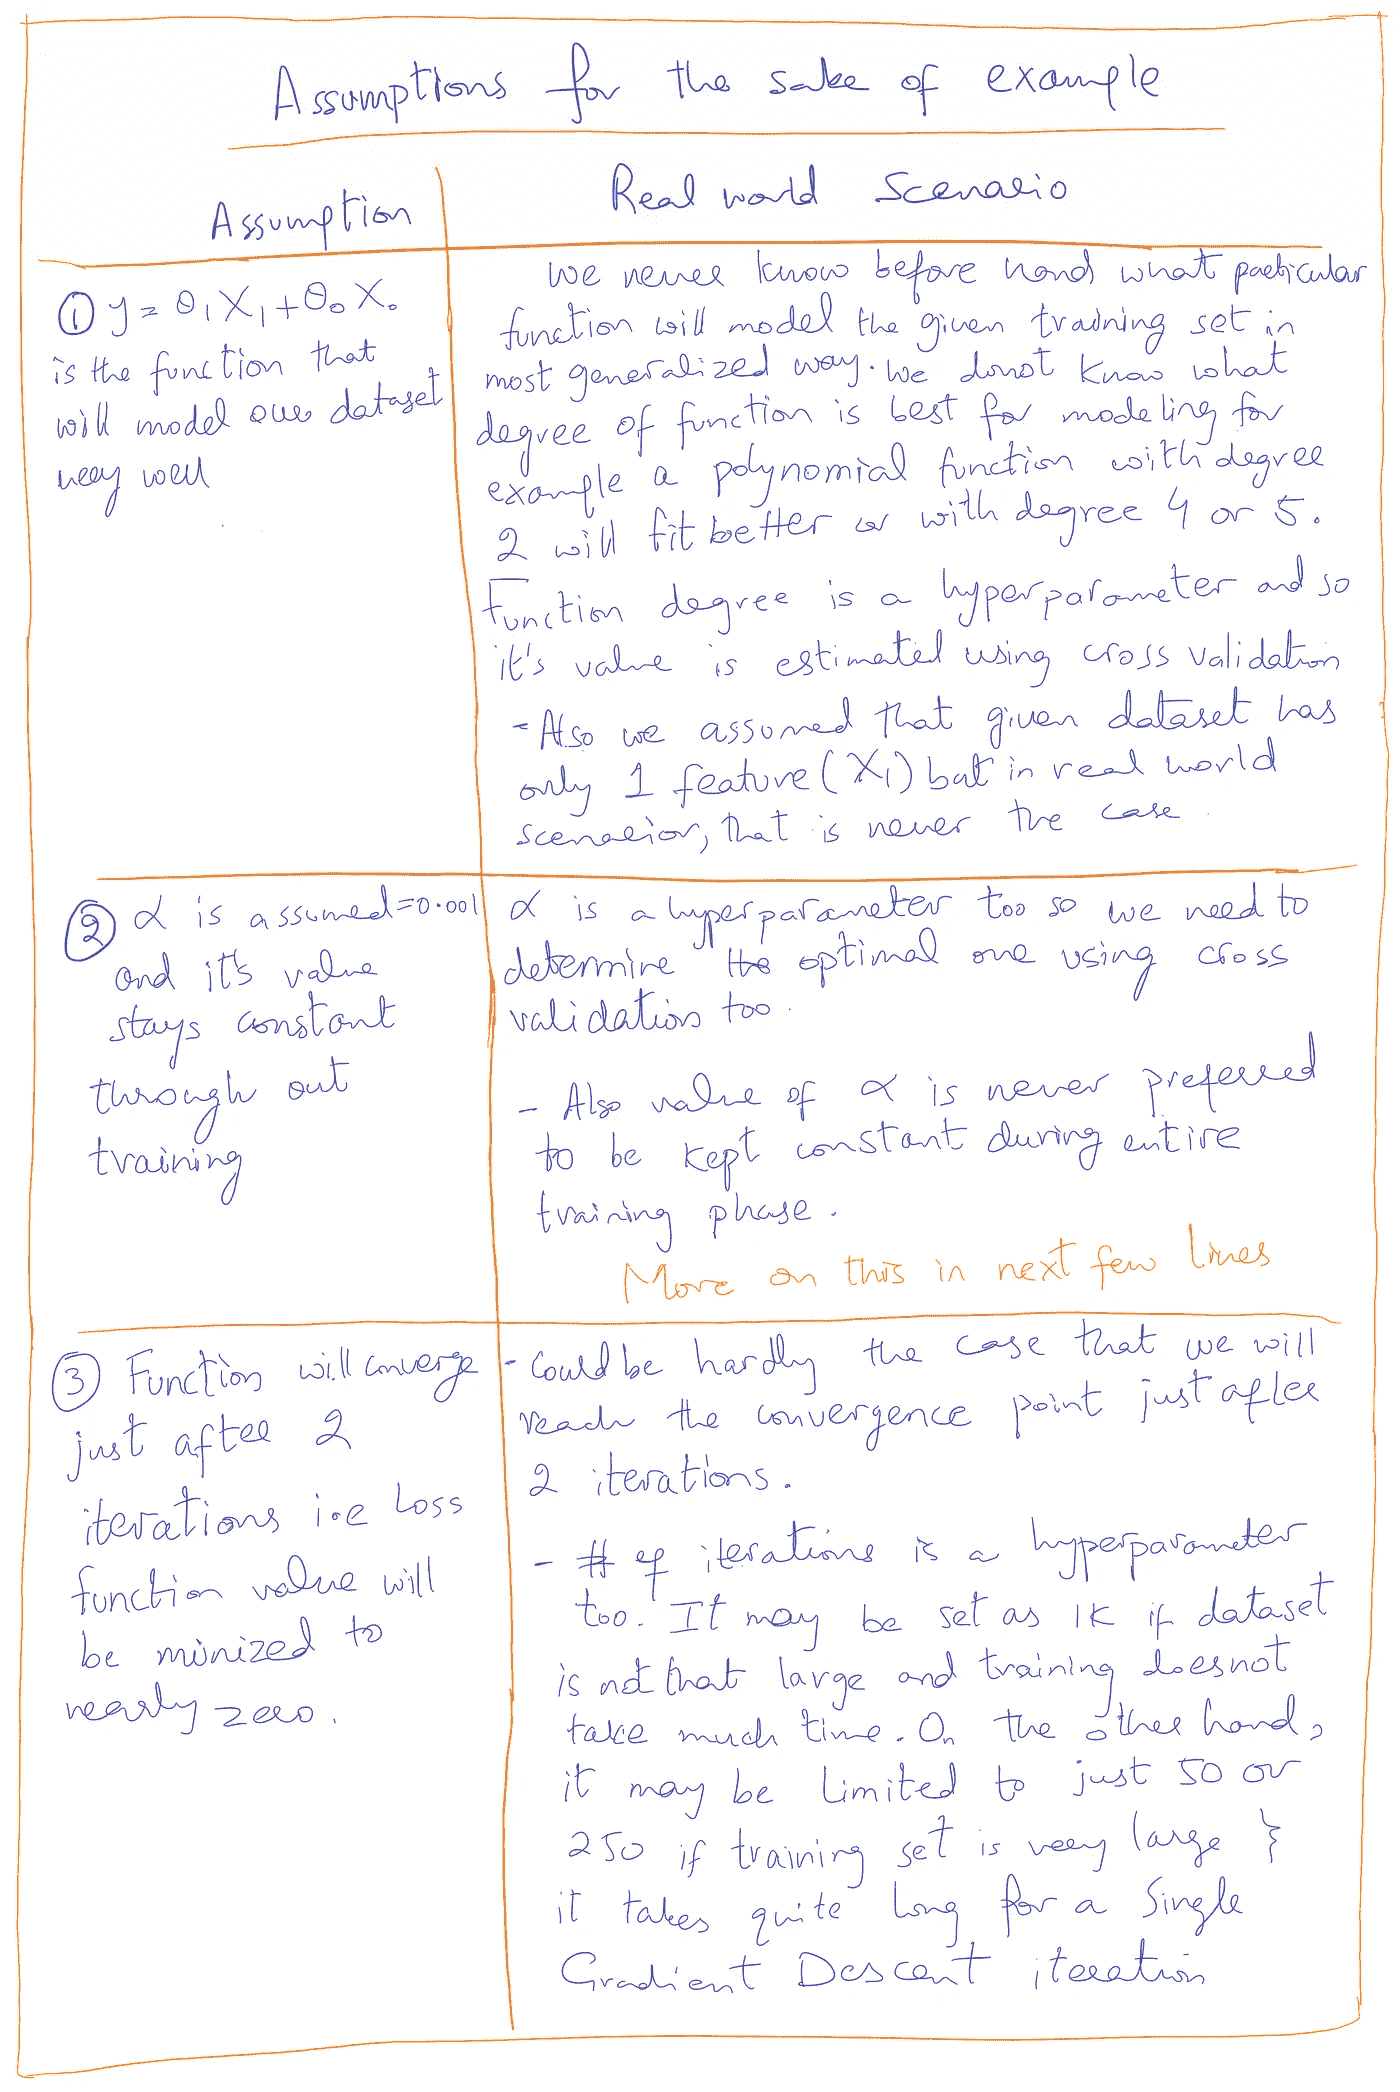 Assumptions for the sake of example
Assumption
Real world Scenario
① y = θ₁X₁+θ₀X₀
is the function that
will model our dataset
very well
we never know before hand what particular
function will model the given training set in
most generalized way. We donot know what
degree of function is best for modeling for
example a polynomial function with degree
2 will fit better or with degree 4 or 5.
Function degree is a hyperparameter and so
it's value is estimated using cross validation
- Also we assumed that given dataset has
only 1 feature (X₁) but in real world
scenarior, that is never the case.
② α is assumed=0.001
and it's value
stays constant
through out
training
α is a hyperparameter too so we need to
determine the optimal one using cross
validation too.
- Also value of α is never preferred
to be kept constant during entire
training phase.
More on this in next few lines
③ Function will converge
just after 2
iterations i.e Loss
function value will
be minized to
nearly zero.
- Could be hardly the case that we will
reach the convergence point just after
2 iterations.
- # of iterations is a hyperparameter
too. It may be set as 1K if dataset
is not that large and training doesnot
take much time. On the other hand,
it may be limited to just 50 or
250 if training set is very large &
it takes quite long for a Single
Gradient Descent iteration